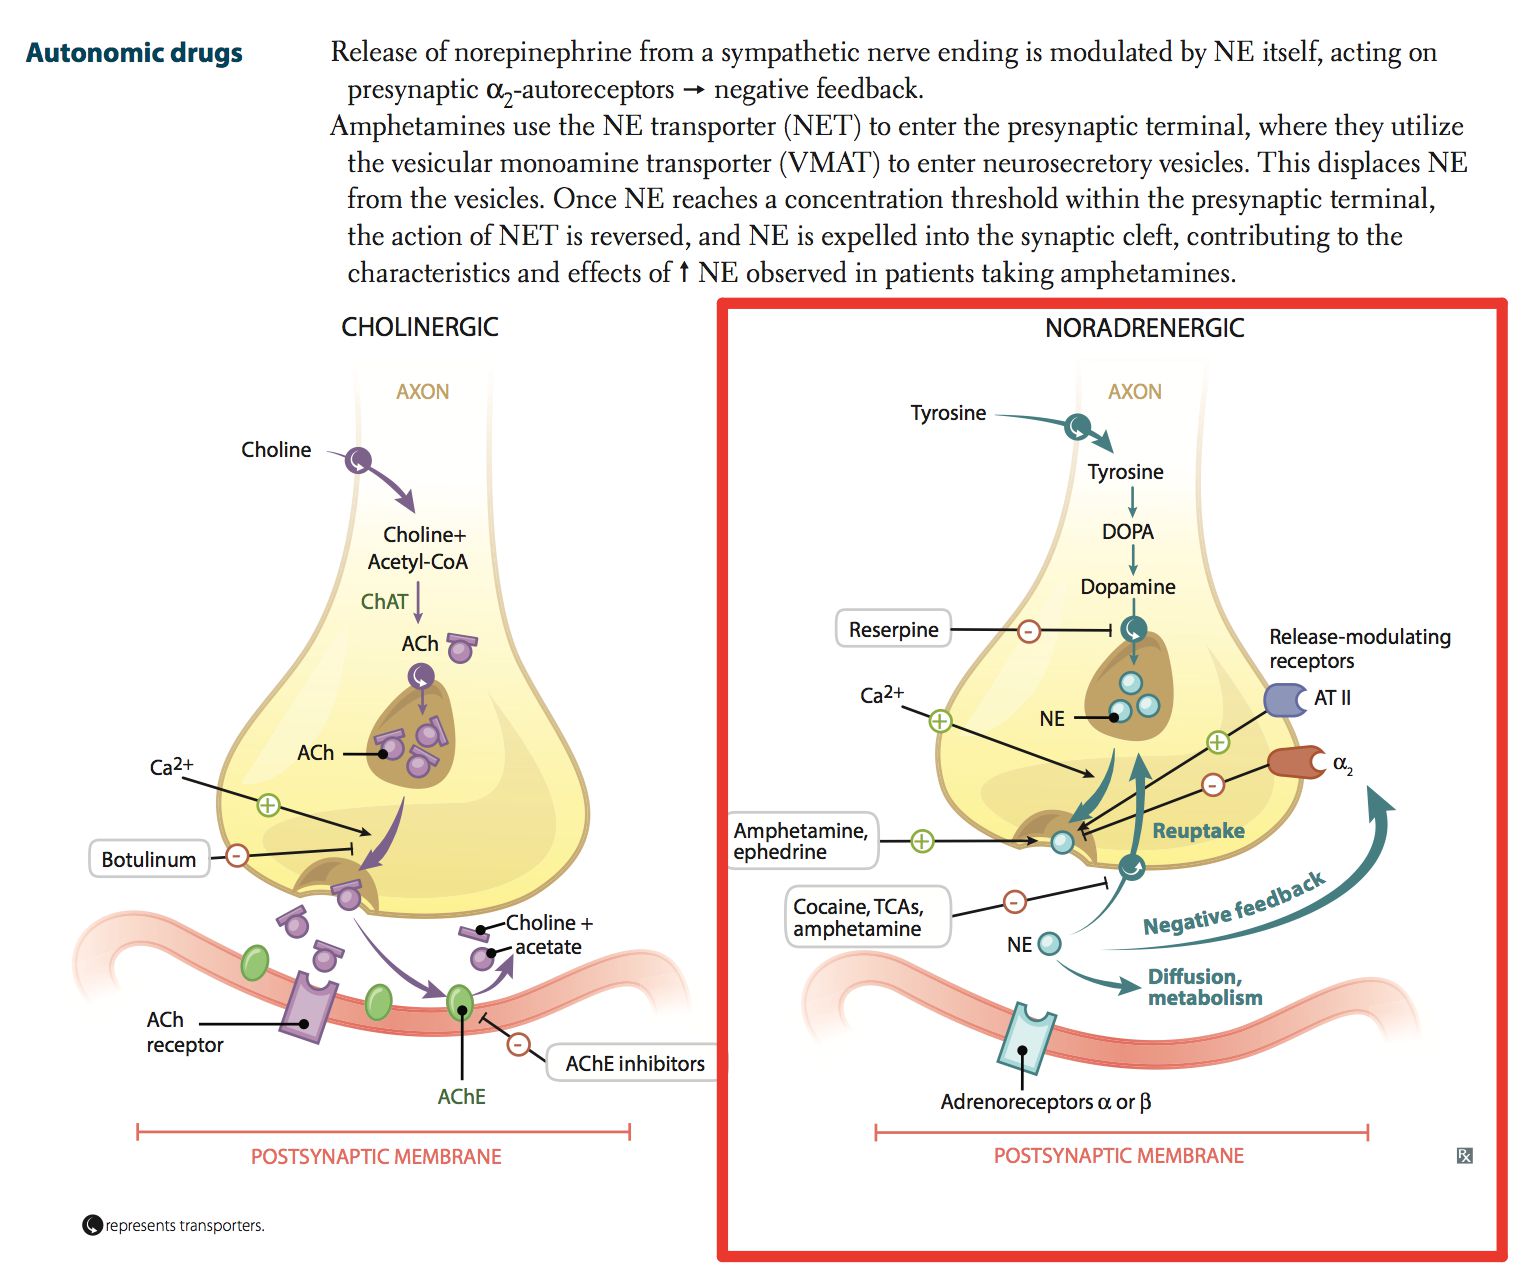 Autonomic drugs
Release of norepinephrine from a sympathetic nerve ending is modulated by NE itself, acting on
presynaptic α2-autoreceptors → negative feedback.
Amphetamines use the NE transporter (NET) to enter the presynaptic terminal, where they utilize
the vesicular monoamine transporter (VMAT) to enter neurosecretory vesicles. This displaces NE
from the vesicles. Once NE reaches a concentration threshold within the presynaptic terminal,
the action of NET is reversed, and NE is expelled into the synaptic cleft, contributing to the
characteristics and effects of ↑ NE observed in patients taking amphetamines.
CHOLINERGIC
AXON
Choline
Choline+
Acetyl-CoA
ChAT
ACh
ACh
Ca2+
+
Botulinum
-
Choline +
acetate
ACh
receptor
-
AChE inhibitors
AChE
POSTSYNAPTIC MEMBRANE
represents transporters.
NORADRENERGIC
AXON
Tyrosine
Tyrosine
DOPA
Dopamine
Reserpine
-
Release-modulating
receptors
AT II
Ca2+
+
NE
+
α2
-
Amphetamine,
ephedrine
+
Reuptake
Cocaine, TCAs,
amphetamine
-
Negative feedback
NE
Diffusion,
metabolism
Adrenoreceptors α or β
POSTSYNAPTIC MEMBRANE
Rx